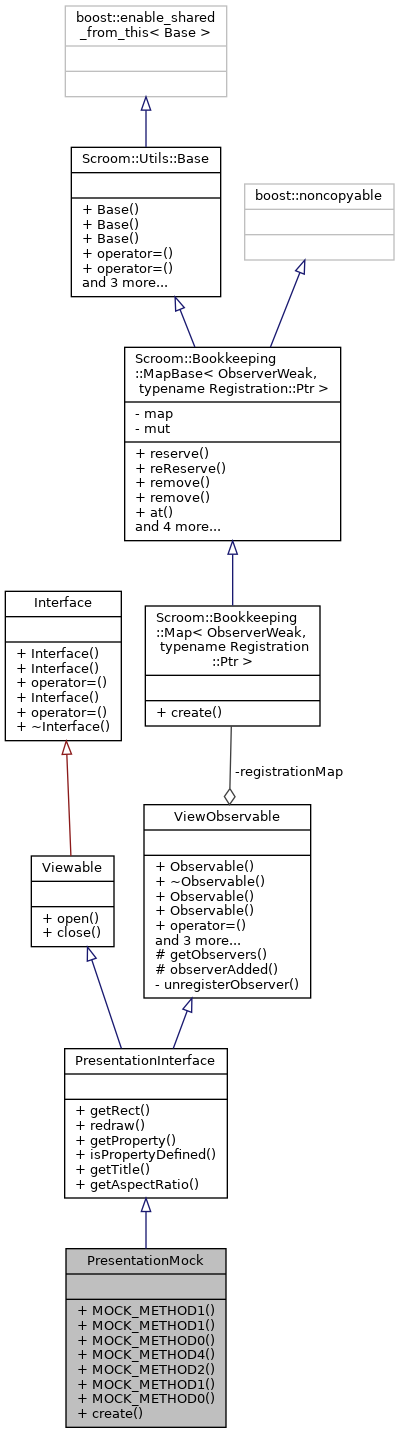 boost::enable_shared
_from_this< Base >
Scroom::Utils::Base
+ Base()
+ Base()
+ Base()
+ operator=()
+ operator=()
and 3 more...
boost::noncopyable
Scroom::Bookkeeping
::MapBase< ObserverWeak,
typename Registration::Ptr >
- map
- mut
+ reserve()
+ reReserve()
+ remove()
+ remove()
+ at()
and 4 more...
Interface
+ Interface()
+ Interface()
+ operator=()
+ Interface()
+ operator=()
+ ~Interface()
Scroom::Bookkeeping
::Map< ObserverWeak,
typename Registration
::Ptr >
+ create()
-registrationMap
Viewable
+ open()
+ close()
ViewObservable
+ Observable()
+ ~Observable()
+ Observable()
+ Observable()
+ operator=()
and 3 more...
# getObservers()
# observerAdded()
- unregisterObserver()
PresentationInterface
+ getRect()
+ redraw()
+ getProperty()
+ isPropertyDefined()
+ getTitle()
+ getAspectRatio()
PresentationMock
+ MOCK_METHOD1()
+ MOCK_METHOD1()
+ MOCK_METHOD0()
+ MOCK_METHOD4()
+ MOCK_METHOD2()
+ MOCK_METHOD1()
+ MOCK_METHOD0()
+ create()